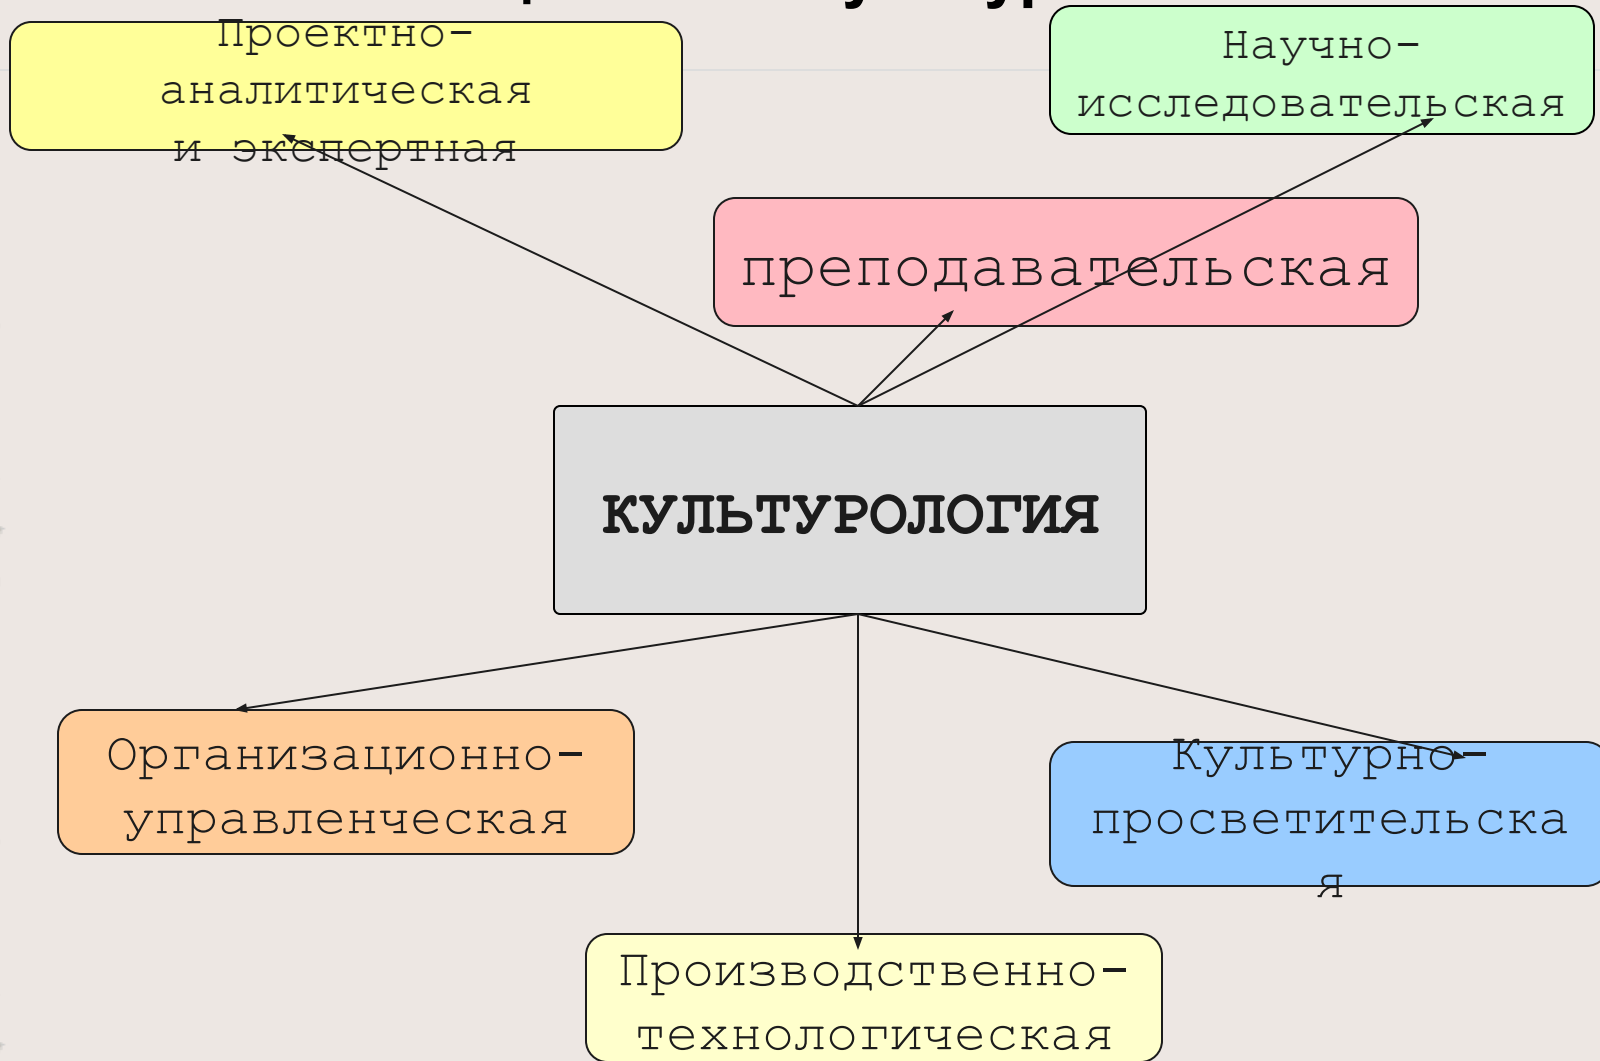 Проектно-
аналитическая
и экспертная
Научно-
исследовательская
преподавательская
КУЛЬТУРОЛОГИЯ
Организационно-
управленческая
Культурно-
просветительска
я
Производственно-
технологическая